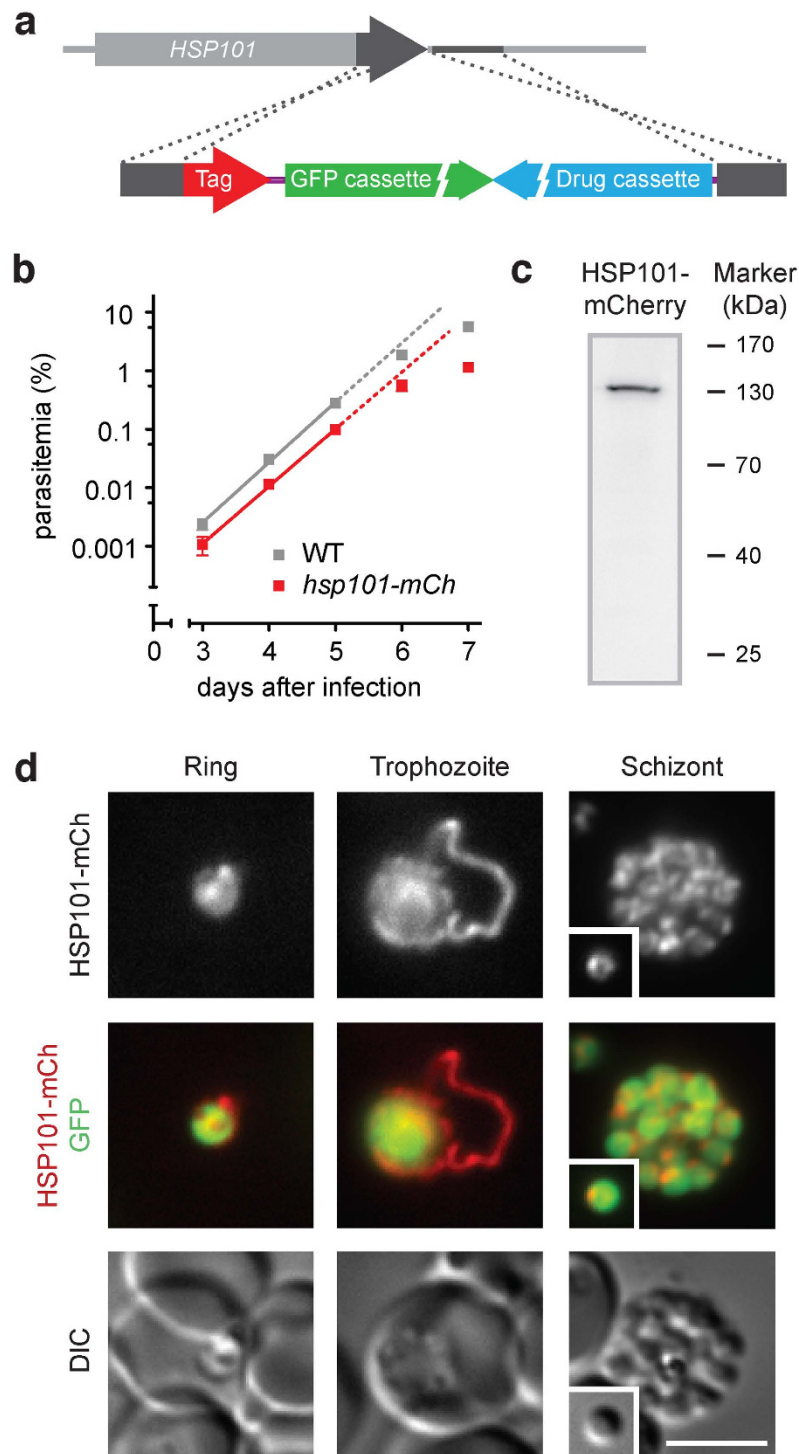 a
HSP101
Tag
GFP cassette
Drug cassette
b
10
1
0.1
0.01
0.001
parasitemia (%)
WT
hsp101-mCh
0
3
4
5
6
7
days after infection
c
HSP101-
mCherry
Marker
(kDa)
170
130
70
40
25
d
Ring
Trophozoite
Schizont
HSP101-mCh
HSP101-mCh
GFP
DIC